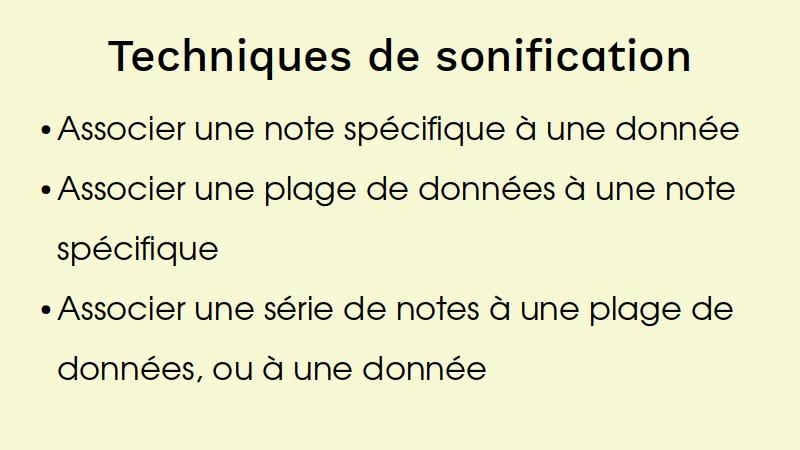 Techniques de sonification
• Associer une note spécifique à une donnée
• Associer une plage de données à une note
spécifique
• Associer une série de notes à une plage de
données, ou à une donnée